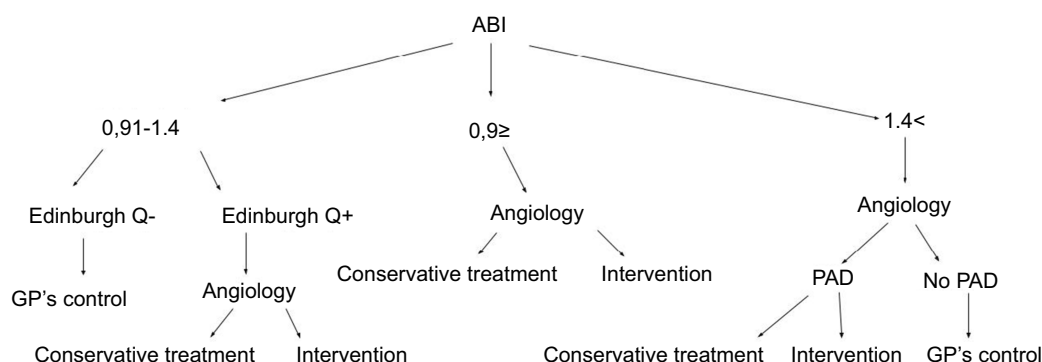 ABI
0,91-1.4
0,9≥
1.4<
Edinburgh Q-
Edinburgh Q+
Angiology
Angiology
GP's control
Angiology
Conservative treatment
Intervention
PAD
No PAD
Conservative treatment
Intervention
Conservative treatment
Intervention
GP's control